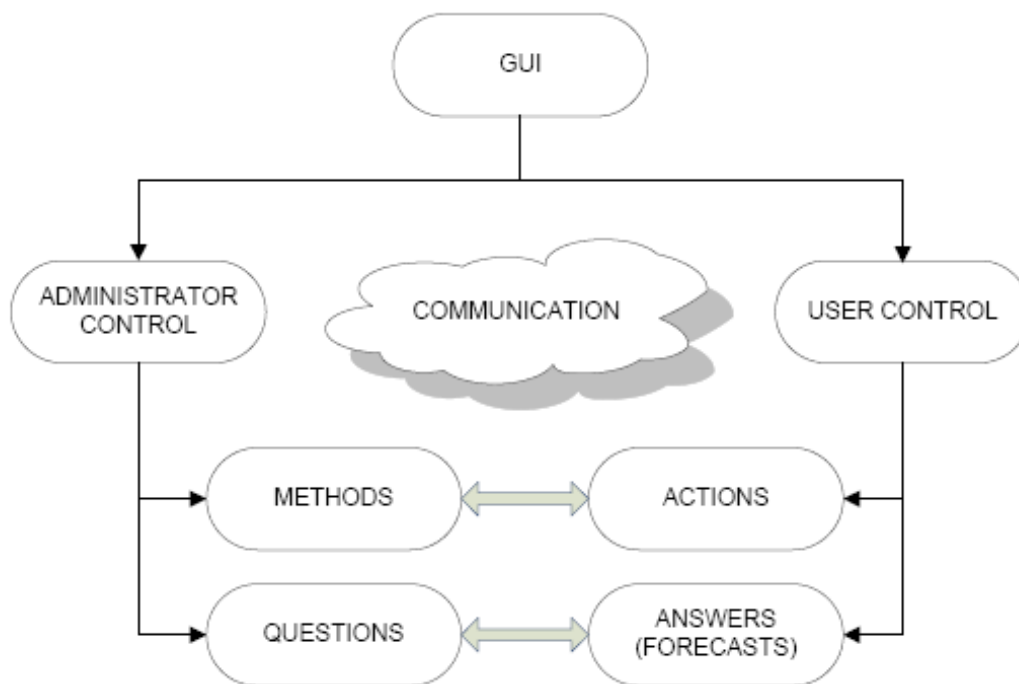 GUI
ADMINISTRATOR
CONTROL
COMMUNICATION
USER CONTROL
METHODS
ACTIONS
QUESTIONS
ANSWERS
(FORECASTS)